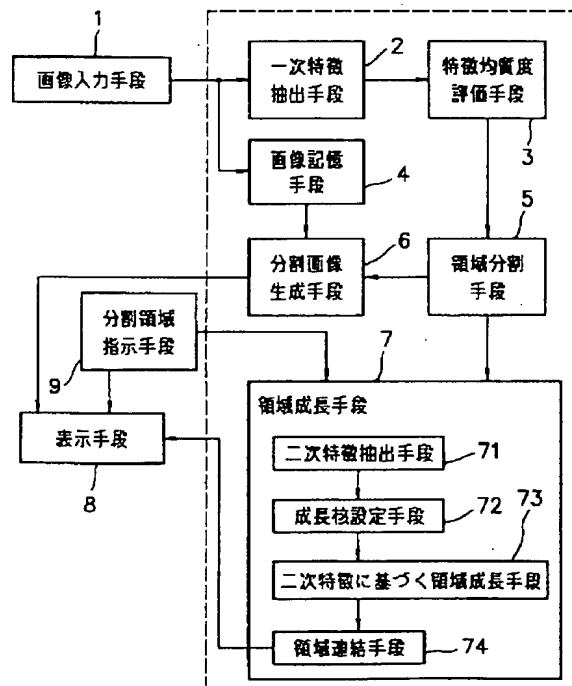 1
画像入力手段
2
一次特徴
抽出手段
特徴均質度
評価手段
3
画像記憶
手段
4
5
6
分割画像
生成手段
領域分割
手段
分割領域
指示手段
9
7
表示手段
8
領域成長手段
二次特徴抽出手段
71
成長核設定手段
72
73
二次特徴に基づく領域成長手段
領域連結手段
74